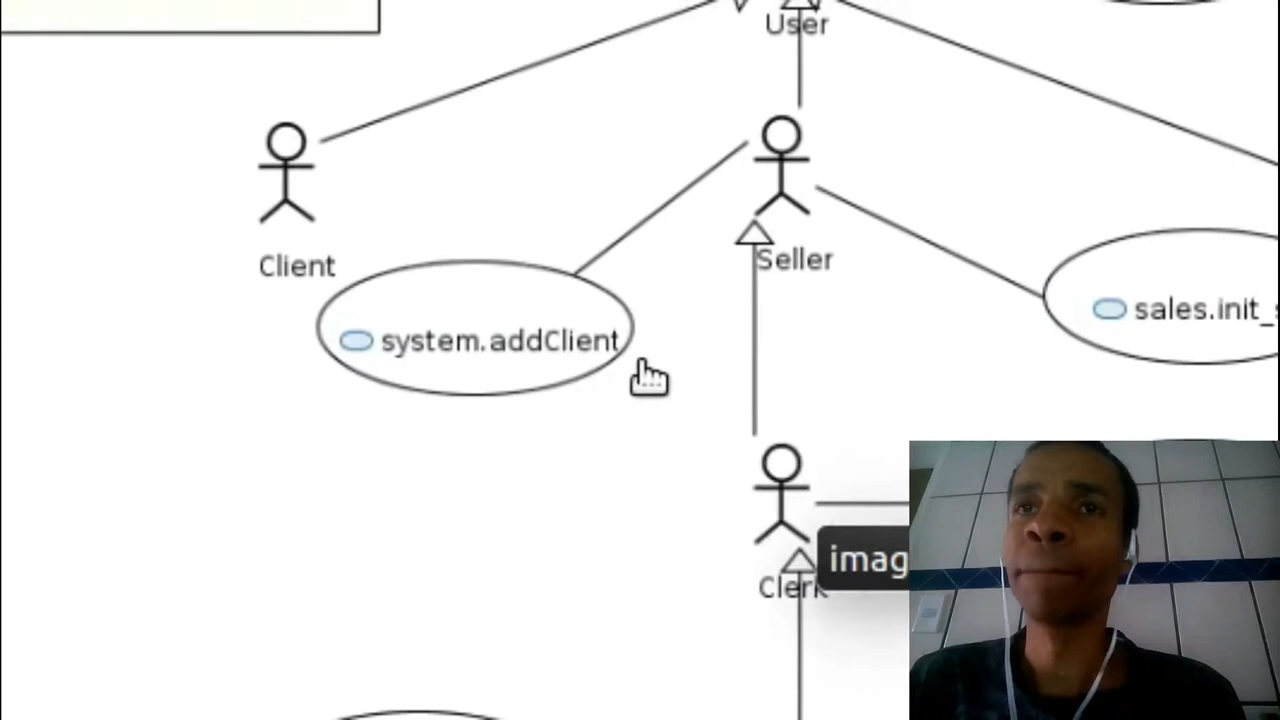 User
Client
Seller
system.addClient
sales.init_
Clerk
imag